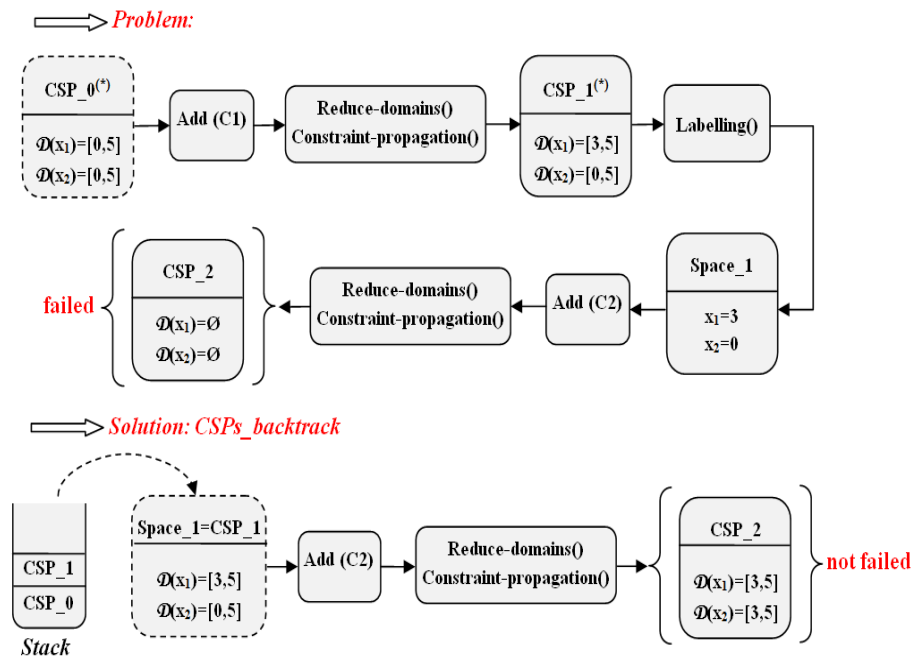 Problem:
CSP_0(*)
𝒟(x₁)=[0,5]
𝒟(x₂)=[0,5]
Add (C1)
Reduce-domains()
Constraint-propagation()
CSP_1(*)
𝒟(x₁)=[3,5]
𝒟(x₂)=[0,5]
Labelling()
failed
CSP_2
𝒟(x₁)=Ø
𝒟(x₂)=Ø
Reduce-domains()
Constraint-propagation()
Add (C2)
Space_1
x₁=3
x₂=0
Solution: CSPs_backtrack
CSP_1
CSP_0
Stack
Space_1=CSP_1
𝒟(x₁)=[3,5]
𝒟(x₂)=[0,5]
Add (C2)
Reduce-domains()
Constraint-propagation()
CSP_2
𝒟(x₁)=[3,5]
𝒟(x₂)=[3,5]
not failed